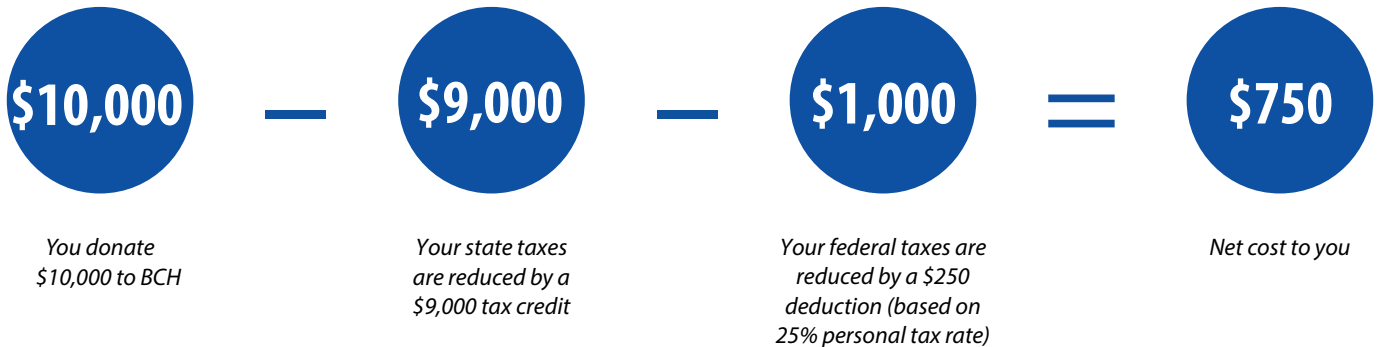 $10,000
$9,000
$1,000
$750
You donate
$10,000 to BCH
Your state taxes
are reduced by a
$9,000 tax credit
Your federal taxes are
reduced by a $250
deduction (based on
25% personal tax rate)
Net cost to you